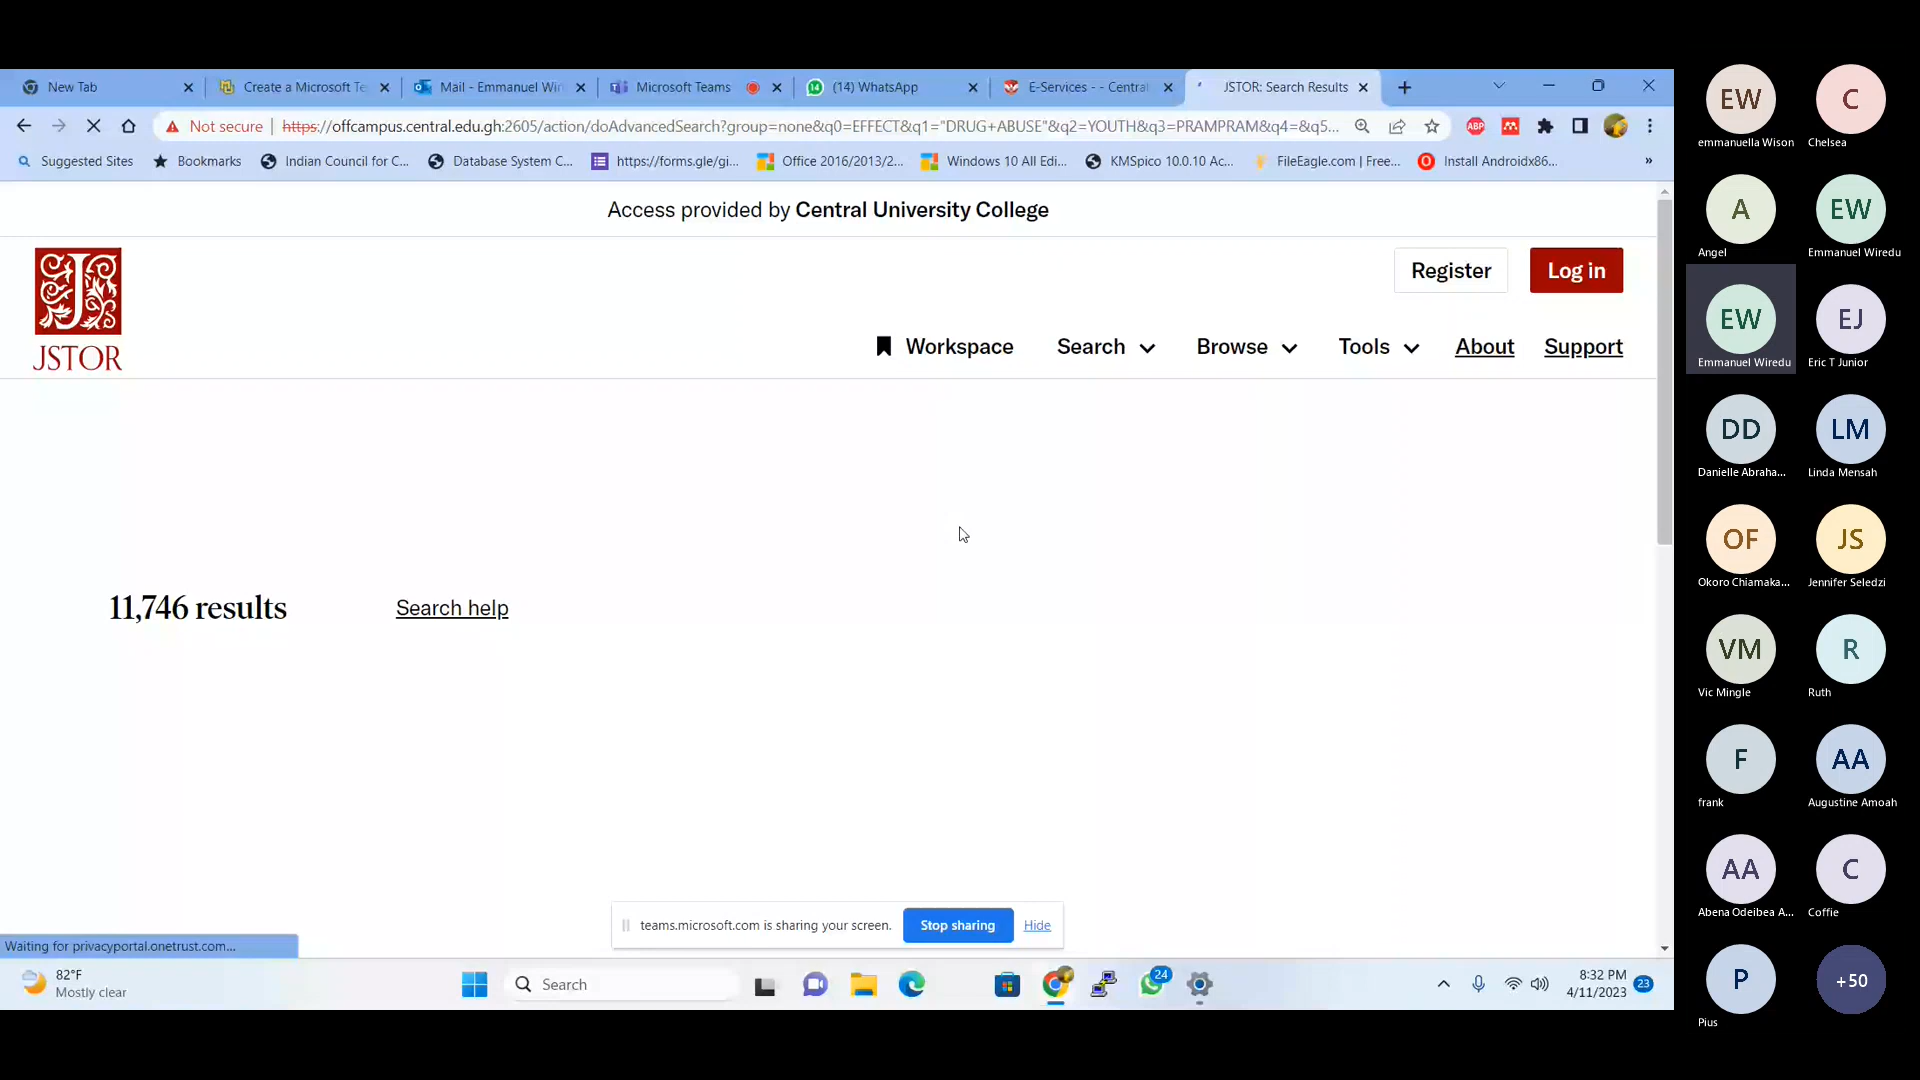 New Tab
Create a Microsoft Te
Mail - Emmanuel Wir
Microsoft Teams
14
(14) WhatsApp
E-Services - - Central
JSTOR: Search Results
Not secure
https://offcampus.central.edu.gh:2605/action/doAdvancedSearch?group=none&q0=EFFECT&q1="DRUG+ABUSE"&q2=YOUTH&q3=PRAMPRAM&q4=&q5...
ABP
Suggested Sites
Bookmarks
Indian Council for C...
Database System C...
https://forms.gle/gi...
Office 2016/2013/2...
Windows 10 All Edi...
KMSpico 10.0.10 Ac...
FileEagle.com | Free...
Install Androidx86...
»
Access provided by Central University College
J
JSTOR
Register
Log in
Workspace
Search
Browse
Tools
About
Support
11,746 results
Search help
teams.microsoft.com is sharing your screen.
Stop sharing
Hide
Waiting for privacyportal.onetrust.com...
82°F
Mostly clear
Search
24
8:32 PM
4/11/2023
23
EW
emmanuella Wison
C
Chelsea
A
Angel
EW
Emmanuel Wiredu
EW
Emmanuel Wiredu
EJ
Eric T Junior
DD
Danielle Abraha...
LM
Linda Mensah
OF
Okoro Chiamaka...
JS
Jennifer Seledzi
VM
Vic Mingle
R
Ruth
F
frank
AA
Augustine Amoah
AA
Abena Odeibea A...
C
Coffie
P
Pius
+50